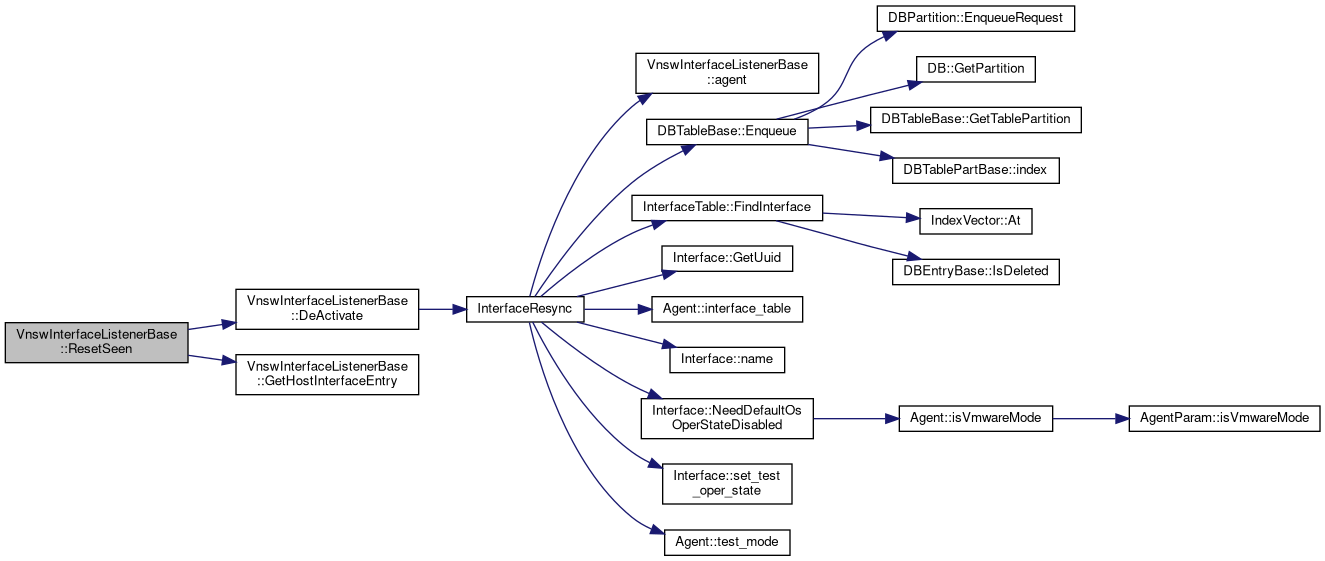 VnswInterfaceListenerBase
::ResetSeen
VnswInterfaceListenerBase
::DeActivate
VnswInterfaceListenerBase
::GetHostInterfaceEntry
InterfaceResync
VnswInterfaceListenerBase
::agent
DBTableBase::Enqueue
InterfaceTable::FindInterface
Interface::GetUuid
Agent::interface_table
Interface::name
Interface::NeedDefaultOs
OperStateDisabled
Interface::set_test
_oper_state
Agent::test_mode
DBPartition::EnqueueRequest
DB::GetPartition
DBTableBase::GetTablePartition
DBTablePartBase::index
IndexVector::At
DBEntryBase::IsDeleted
Agent::isVmwareMode
AgentParam::isVmwareMode